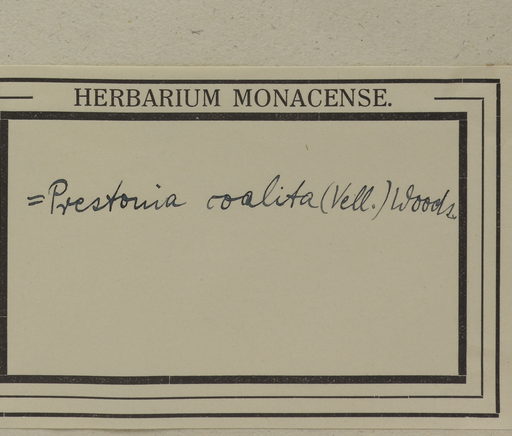 HERBARIUM MONACENSE.
=Prestonia coalita (Vell.) Woods.